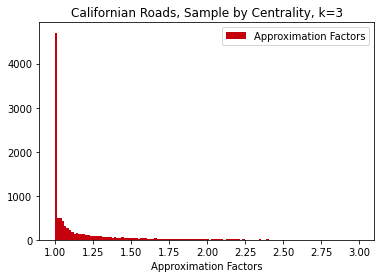 Californian Roads, Sample by Centrality, k=3
Approximation Factors
4000
3000
2000
1000
0
1.00 1.25 1.50 1.75 2.00 2.25 2.50 2.75 3.00
Approximation Factors